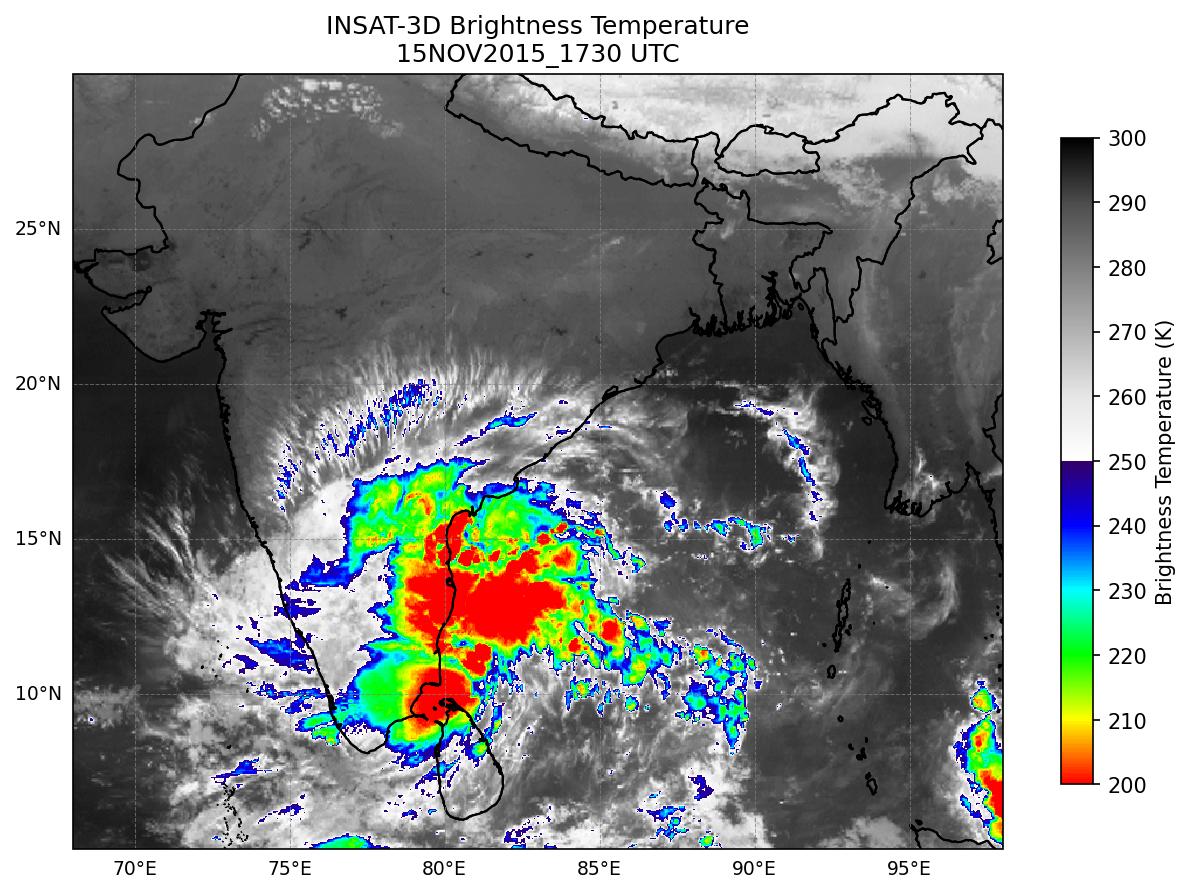 INSAT-3D Brightness Temperature
15NOV2015_1730 UTC
25°N
20°N
15°N
10°N
70°E
75°E
80°E
85°E
90°E
95°E
300
290
280
270
260
250
240
230
220
210
200
Brightness Temperature (K)